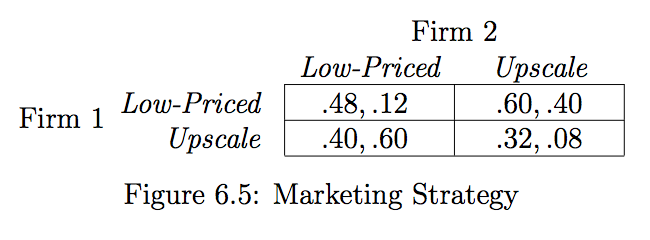 Firm 2
Low-Priced Upscale
Firm 1 Low-Priced .48, .12 .60, .40
Upscale .40, .60 .32, .08
Figure 6.5: Marketing Strategy